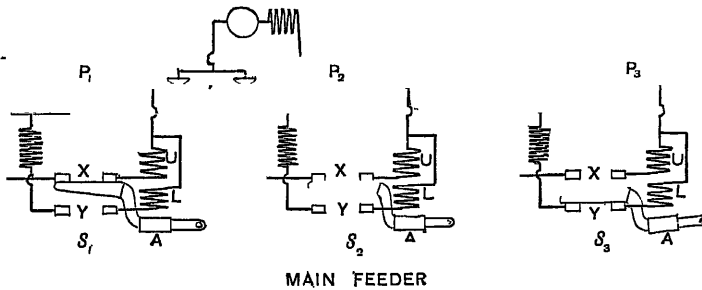 P₁ P₂ P₃
U U U
X X X
L L L
Y Y Y
S₁ A S₂ A S₃ A
MAIN FEEDER